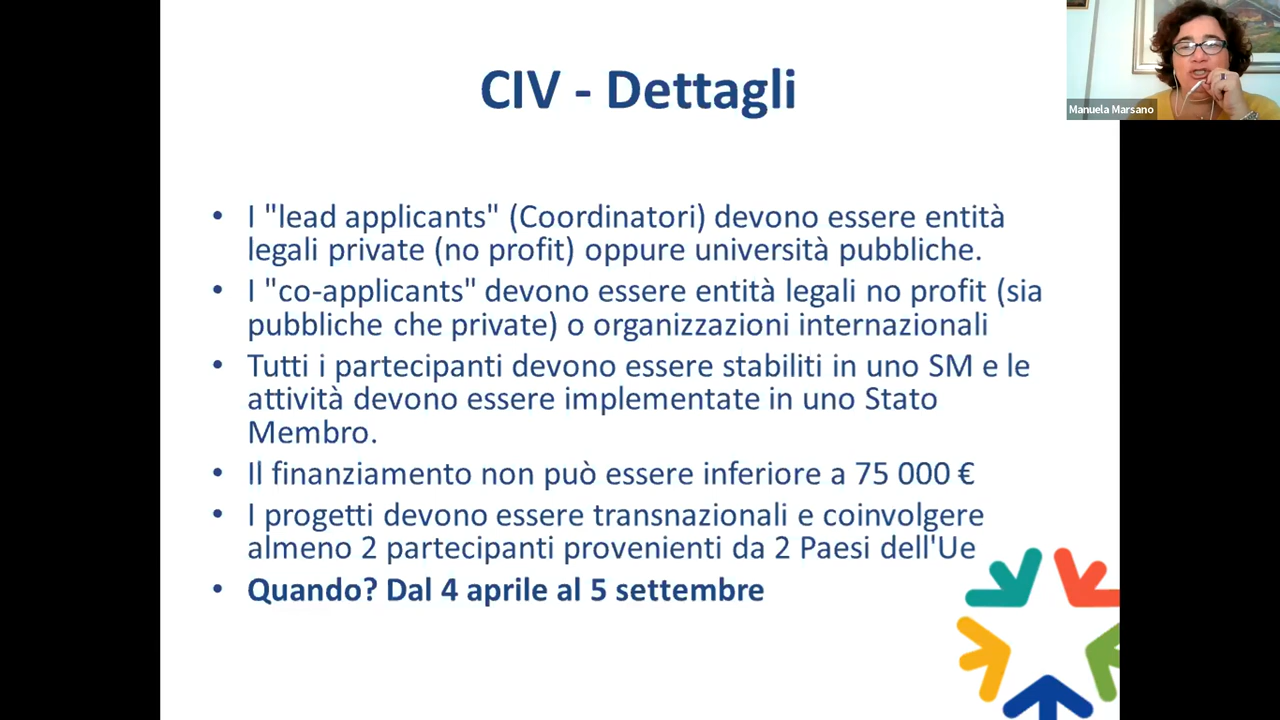 CIV - Dettagli
Manuela Marsano
• I "lead applicants" (Coordinatori) devono essere entità
legali private (no profit) oppure università pubbliche.
• I "co-applicants" devono essere entità legali no profit (sia
pubbliche che private) o organizzazioni internazionali
• Tutti i partecipanti devono essere stabiliti in uno SM e le
attività devono essere implementate in uno Stato
Membro.
• Il finanziamento non può essere inferiore a 75 000 €
• I progetti devono essere transnazionali e coinvolgere
almeno 2 partecipanti provenienti da 2 Paesi dell'Ue
• Quando? Dal 4 aprile al 5 settembre